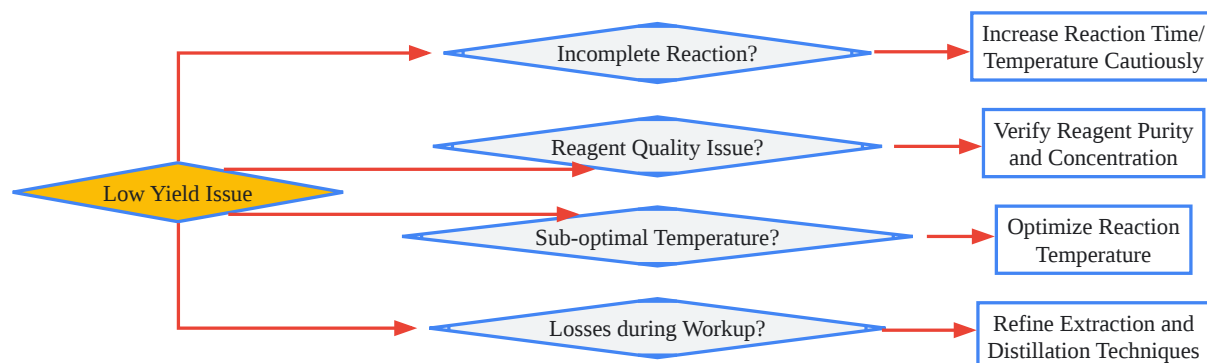 Low Yield Issue
Incomplete Reaction?
Increase Reaction Time/
Temperature Cautiously
Reagent Quality Issue?
Verify Reagent Purity
and Concentration
Sub-optimal Temperature?
Optimize Reaction
Temperature
Losses during Workup?
Refine Extraction and
Distillation Techniques